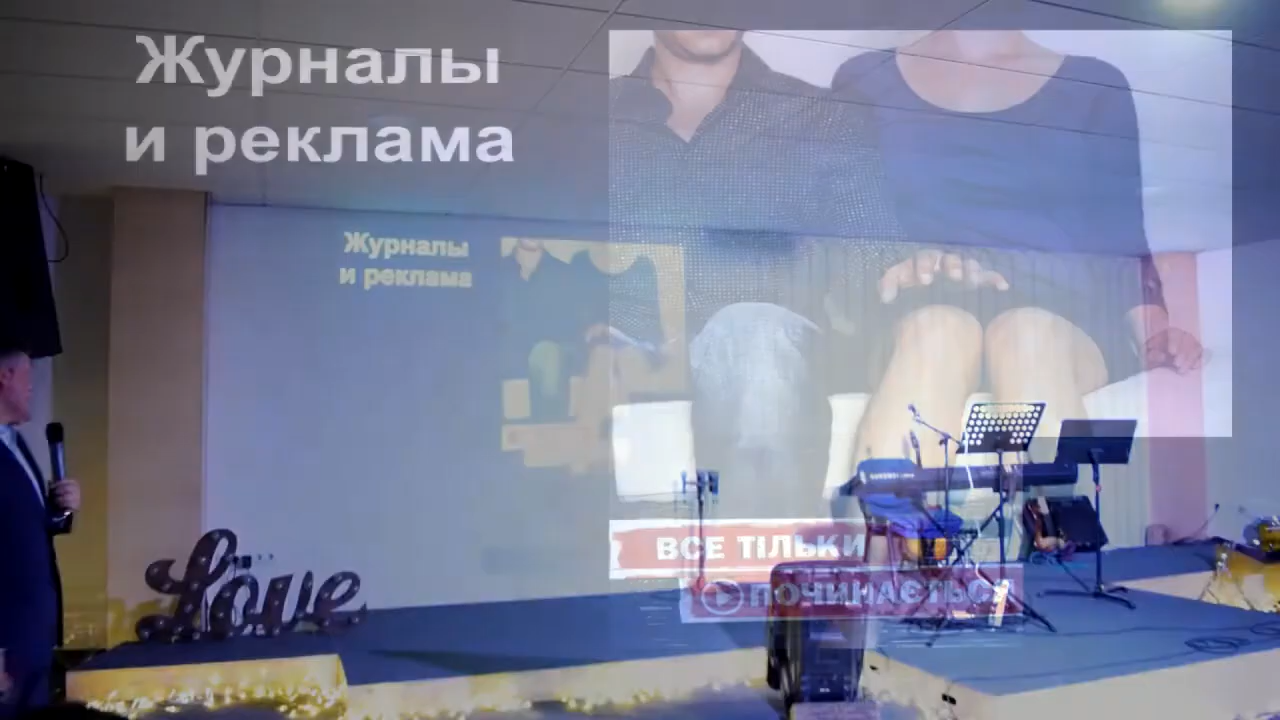 Журналы
и реклама
Журналы
и реклама
ВСЕ ТІЛЬКИ
ПОЧИНАЄТЬСЯ
Love